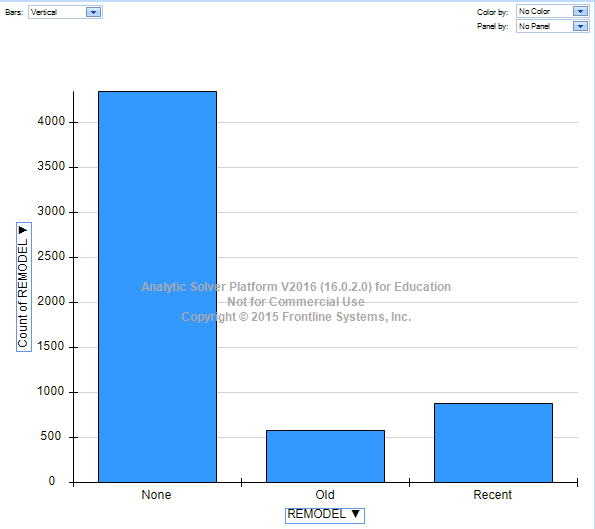 Bars: Vertical
Color by: No Color
Panel by: No Panel
4000
3500
3000
2500
2000
1500
1000
500
0
Count of REMODEL ▼
Analytic Solver Platform V2016 (16.0.2.0) for Education
Not for Commercial Use
Copyright © 2015 Frontline Systems, Inc.
None Old Recent
REMODEL ▼